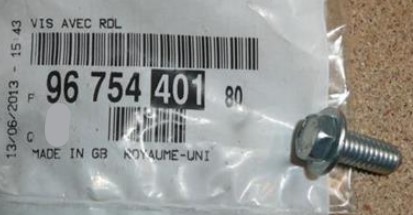 VIS AVEC RDL
F 96 754 401 80
Q
MADE IN GB ROYAUME-UNI
13/06/2013 - 15:43